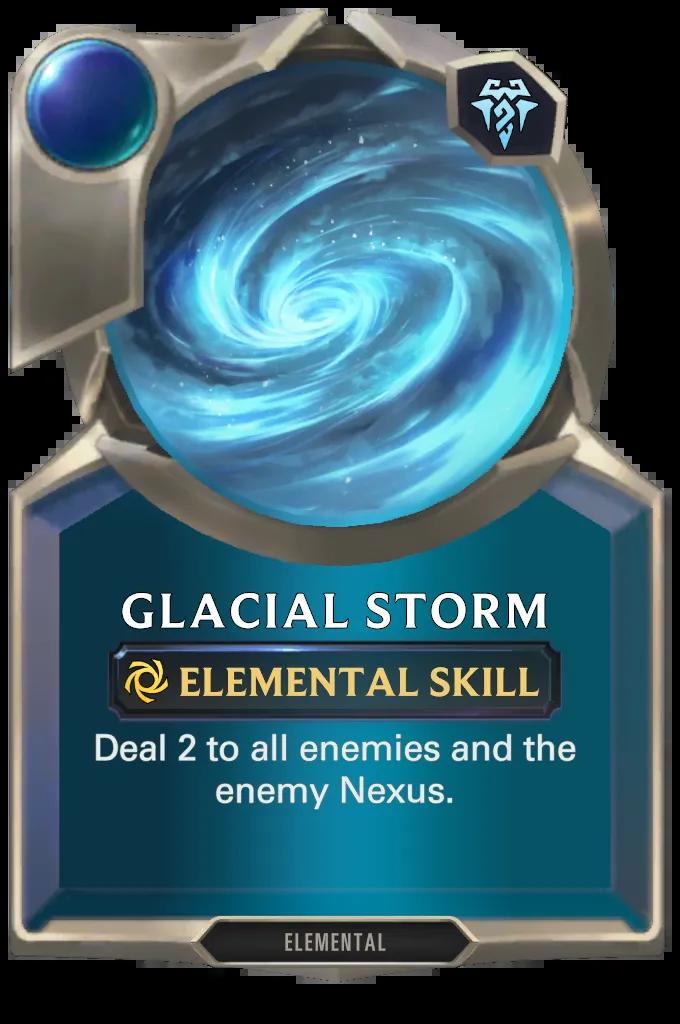 GLACIAL STORM
ELEMENTAL SKILL
Deal 2 to all enemies and the
enemy Nexus.
ELEMENTAL